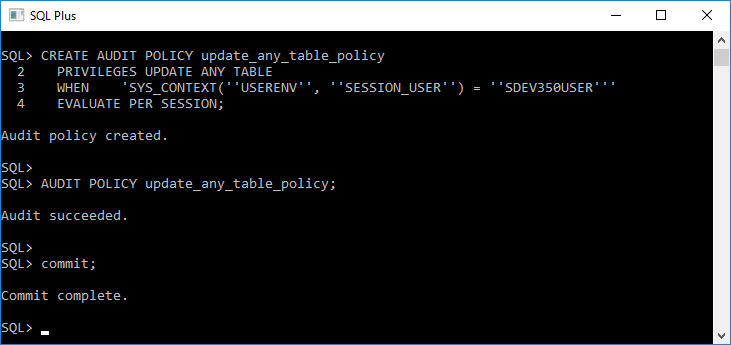 SQL Plus
SQL> CREATE AUDIT POLICY update_any_table_policy
  2    PRIVILEGES UPDATE ANY TABLE
  3    WHEN    'SYS_CONTEXT(''USERENV'', ''SESSION_USER'') = ''SDEV350USER'''
  4    EVALUATE PER SESSION;
Audit policy created.
SQL>
SQL> AUDIT POLICY update_any_table_policy;
Audit succeeded.
SQL>
SQL> commit;
Commit complete.
SQL>